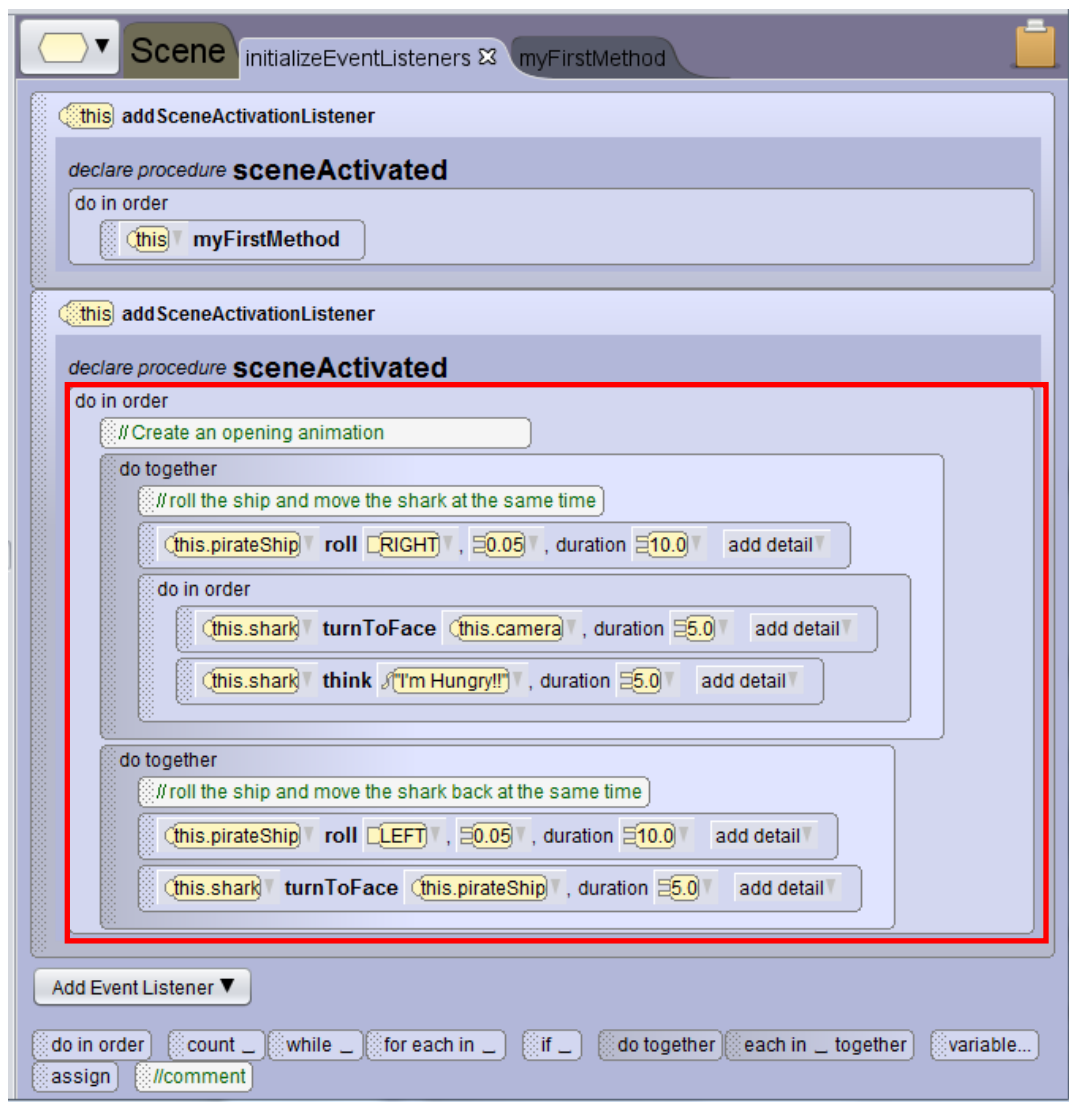 Scene initializeEventListeners myFirstMethod
this addSceneActivationListener
declare procedure sceneActivated
do in order
this myFirstMethod
this addSceneActivationListener
declare procedure sceneActivated
do in order
// Create an opening animation
do together
// roll the ship and move the shark at the same time
this.pirateShip roll RIGHT , 0.05 , duration 10.0 add detail
do in order
this.shark turnToFace this.camera , duration 5.0 add detail
this.shark think "I'm Hungry!!" , duration 5.0 add detail
do together
// roll the ship and move the shark back at the same time
this.pirateShip roll LEFT , 0.05 , duration 10.0 add detail
this.shark turnToFace this.pirateShip , duration 5.0 add detail
Add Event Listener
do in order count _ while _ for each in _ if _ do together each in _ together variable...
assign //comment